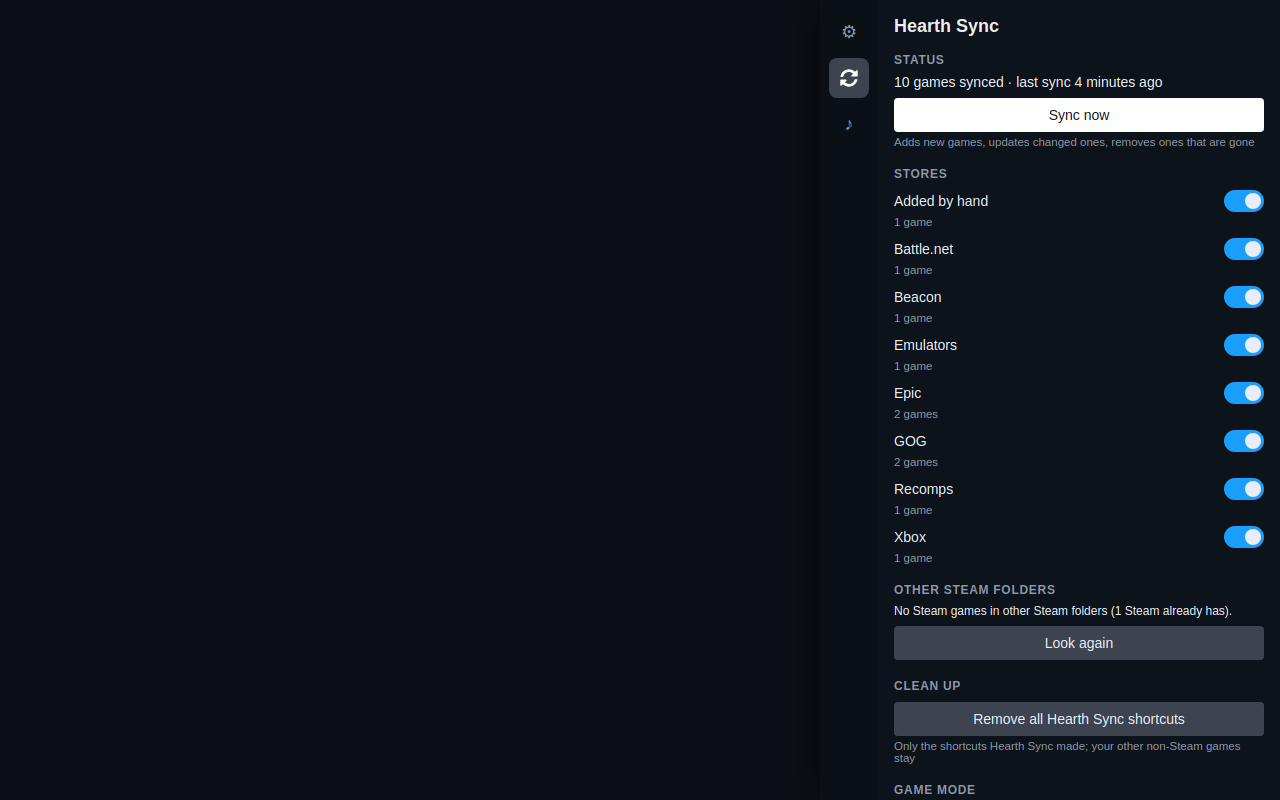 Hearth Sync
STATUS
10 games synced · last sync 4 minutes ago
Sync now
Adds new games, updates changed ones, removes ones that are gone
STORES
Added by hand
1 game
Battle.net
1 game
Beacon
1 game
Emulators
1 game
Epic
2 games
GOG
2 games
Recomps
1 game
Xbox
1 game
OTHER STEAM FOLDERS
No Steam games in other Steam folders (1 Steam already has).
Look again
CLEAN UP
Remove all Hearth Sync shortcuts
Only the shortcuts Hearth Sync made; your other non-Steam games
stay
GAME MODE